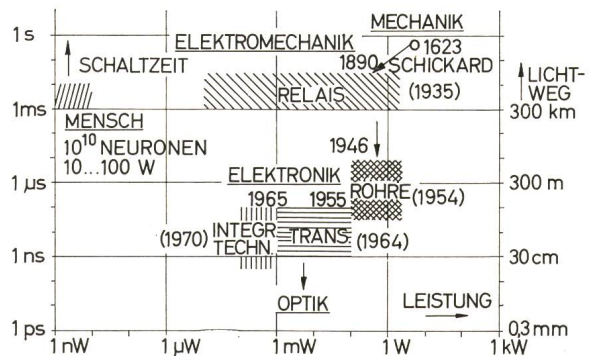 MECHANIK
1 s
ELEKTROMECHANIK
1623
1890 SCHICKARD
SCHALTZEIT
LICHT-
WEG
RELAIS (1935)
1 ms
300 km
MENSCH
10¹⁰ NEURONEN
10...100 W
1946
ELEKTRONIK
1 µs
300 m
RÖHRE (1954)
1965 1955
(1970) INTEGR. TRANS. (1964)
TECHN.
1 ns
30 cm
OPTIK
LEISTUNG
1 ps
0,3 mm
1 nW 1 µW 1 mW 1 W 1 kW